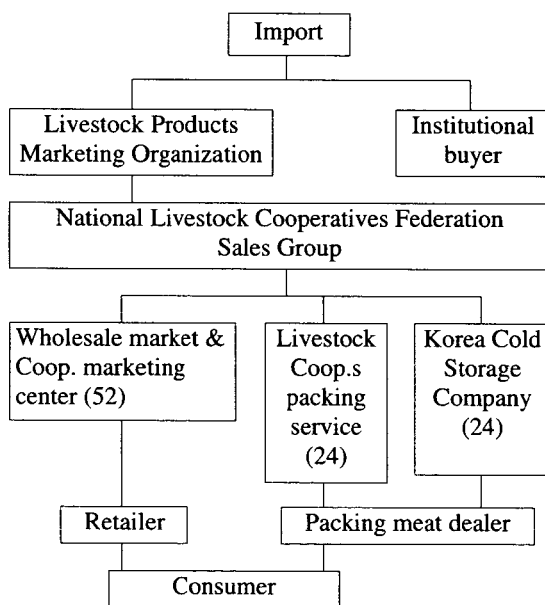 Import
Livestock Products
Marketing Organization
Institutional
buyer
National Livestock Cooperatives Federation
Sales Group
Wholesale market &
Coop. marketing
center (52)
Livestock
Coop.s
packing
service
(24)
Korea Cold
Storage
Company
(24)
Retailer
Packing meat dealer
Consumer